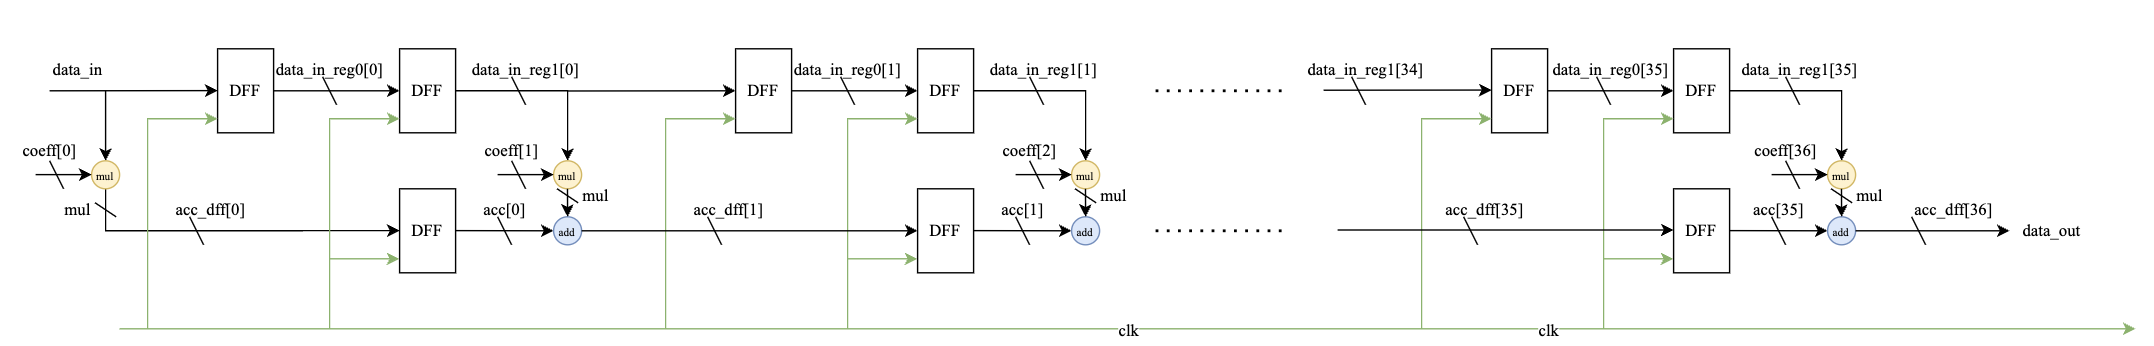 data_in
DFF
data_in_reg0[0]
DFF
data_in_reg1[0]
DFF
data_in_reg0[1]
DFF
data_in_reg1[1]
data_in_reg1[34]
DFF
data_in_reg0[35]
DFF
data_in_reg1[35]
coeff[0]
mul
coeff[1]
mul
coeff[2]
mul
coeff[36]
mul
mul
acc_dff[0]
DFF
acc[0]
mul
add
acc_dff[1]
DFF
acc[1]
mul
add
acc_dff[35]
DFF
acc[35]
mul
add
acc_dff[36]
data_out
clk
clk